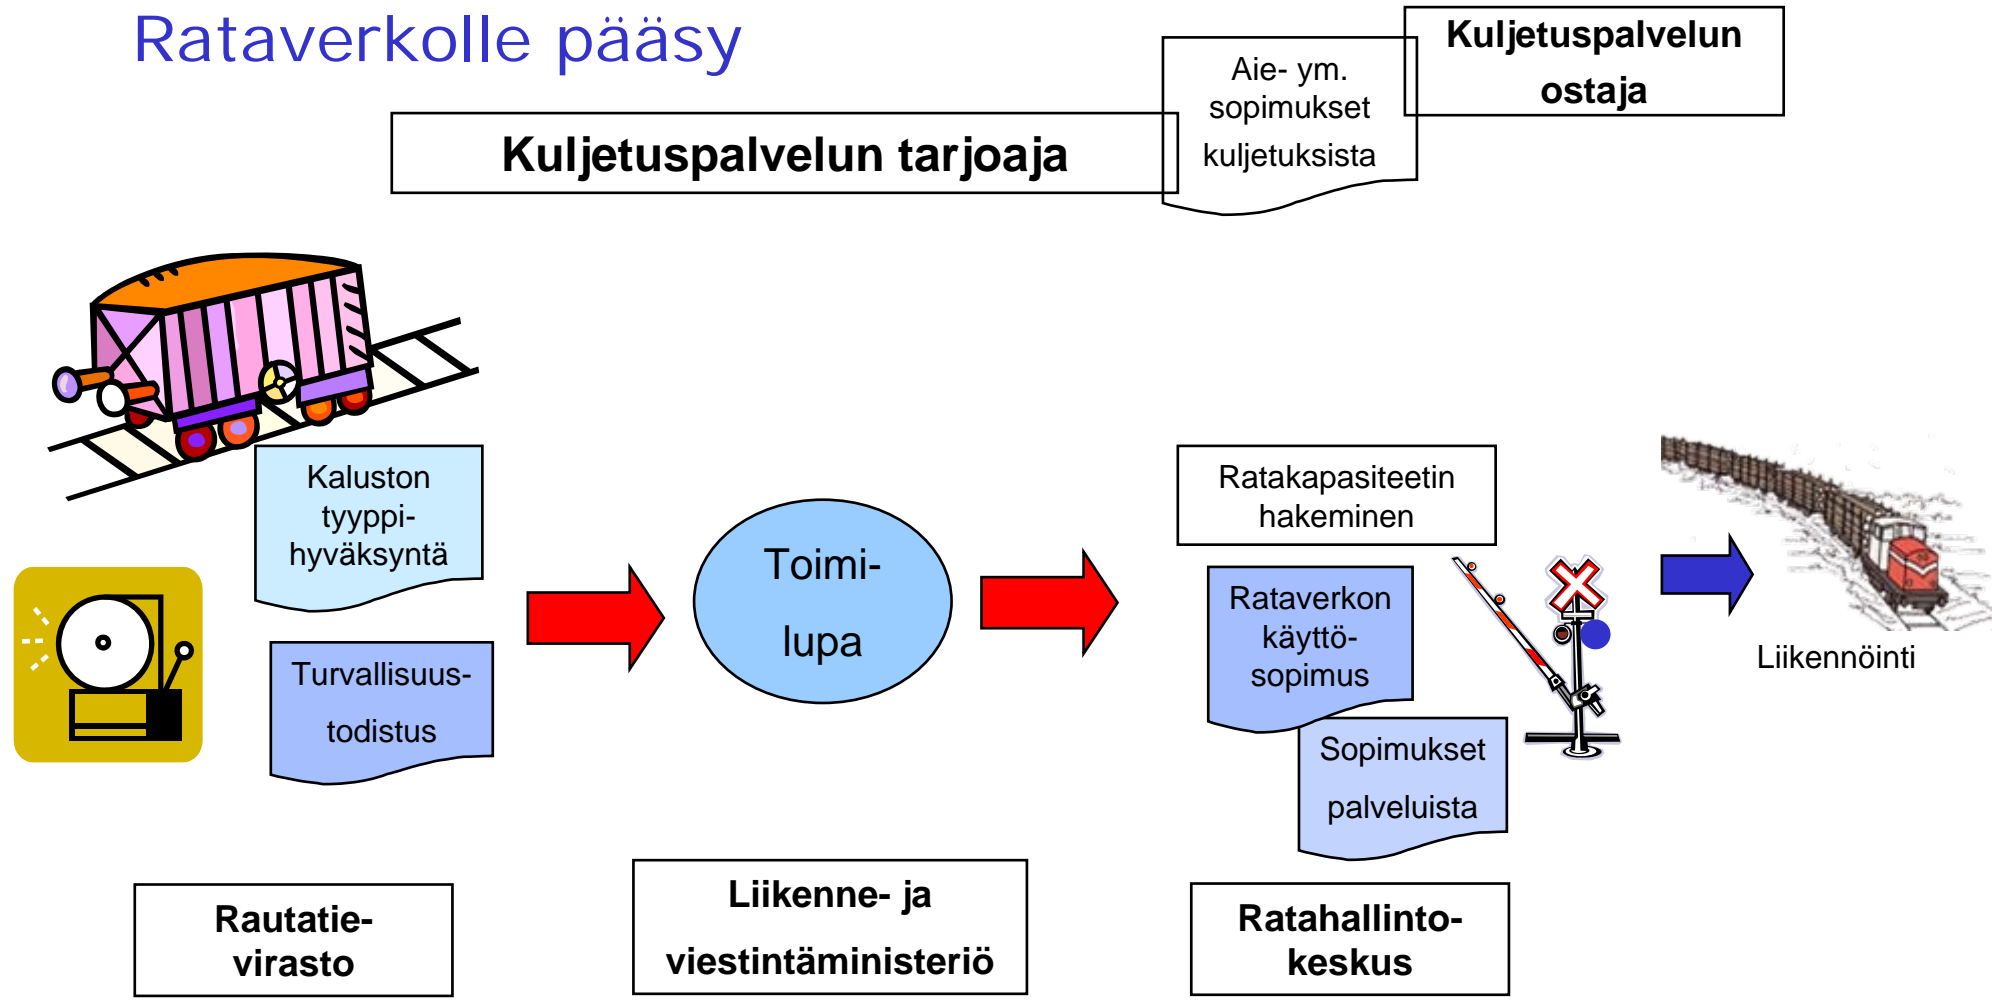 Rataverkolle pääsy
Kuljetuspalvelun
ostaja
Aie- ym.
sopimukset
kuljetuksista
Kuljetuspalvelun tarjoaja
Kaluston
tyyppi-
hyväksyntä
Turvallisuus-
todistus
Toimi-
lupa
Ratakapasiteetin
hakeminen
Rataverkon
käyttö-
sopimus
Sopimukset
palveluista
Liikennöinti
Rautatie-
virasto
Liikenne- ja
viestintäministeriö
Ratahallinto-
keskus